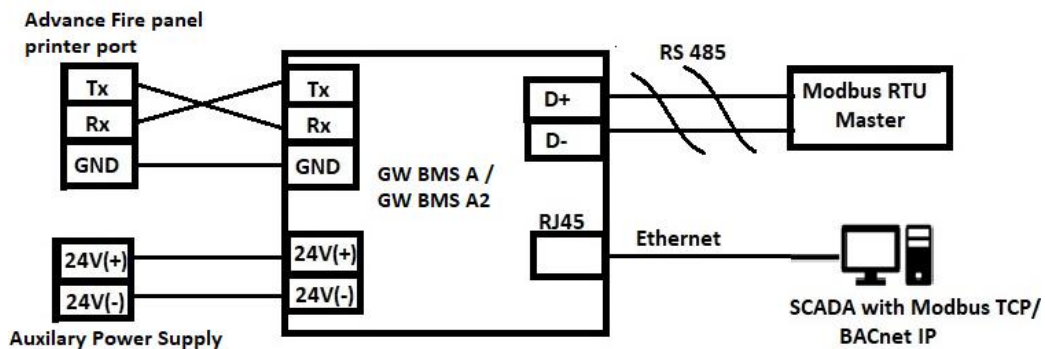 Advance Fire panel
printer port
Tx
Rx
GND
24V(+)
24V(-)
Auxilary Power Supply
Tx
Rx
GND
24V(+)
24V(-)
GW BMS A /
GW BMS A2
D+
D-
RJ45
RS 485
Modbus RTU
Master
Ethernet
SCADA with Modbus TCP/
BACnet IP